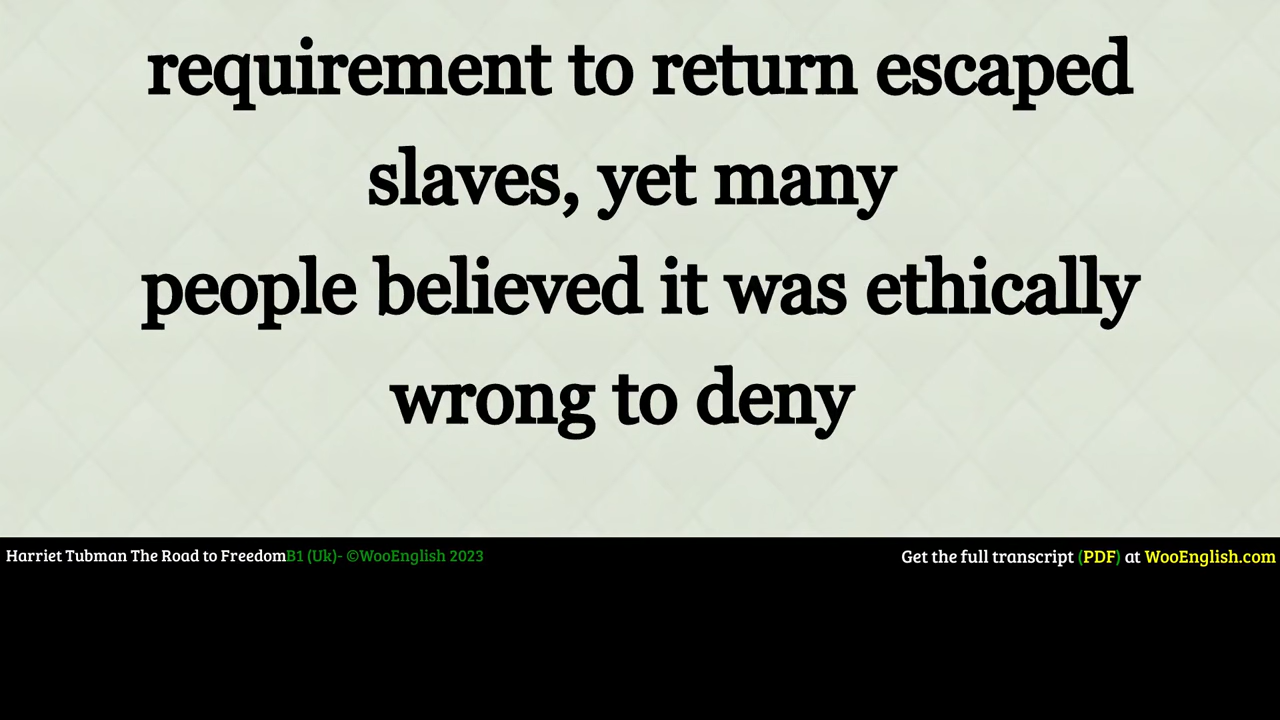 requirement to return escaped
slaves, yet many
people believed it was ethically
wrong to deny
Harriet Tubman The Road to FreedomB1 (Uk)- ©WooEnglish 2023
Get the full transcript (PDF) at WooEnglish.com